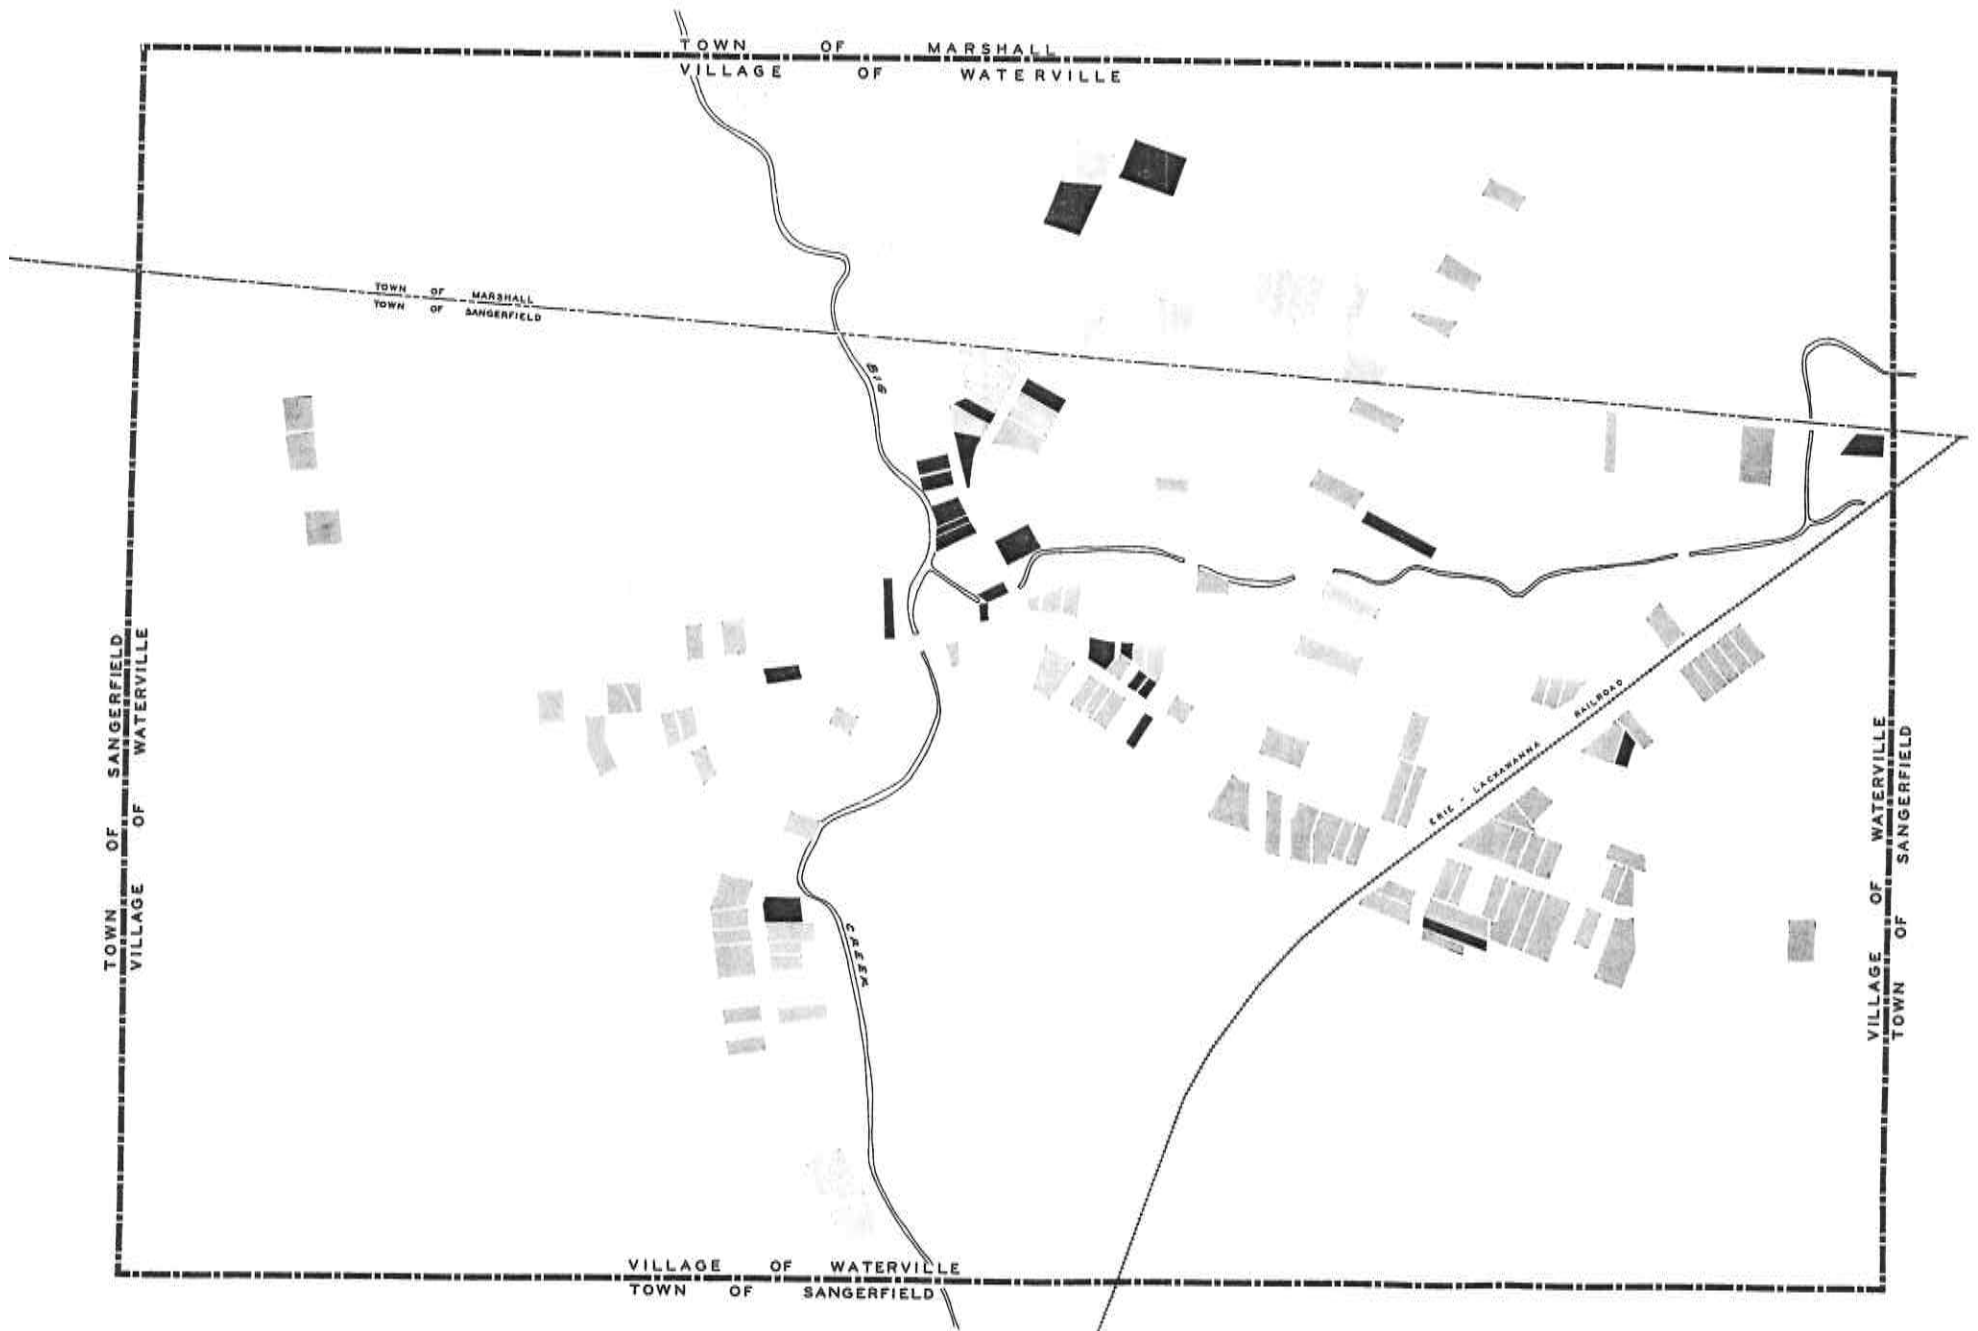 TOWN OF MARSHALL
VILLAGE OF WATERVILLE
TOWN OF MARSHALL
TOWN OF SANGERFIELD
BIG
TOWN OF SANGERFIELD
VILLAGE OF WATERVILLE
ERIE - LACKAWANNA RAILROAD
VILLAGE OF WATERVILLE
TOWN OF SANGERFIELD
CREEK
VILLAGE OF WATERVILLE
TOWN OF SANGERFIELD